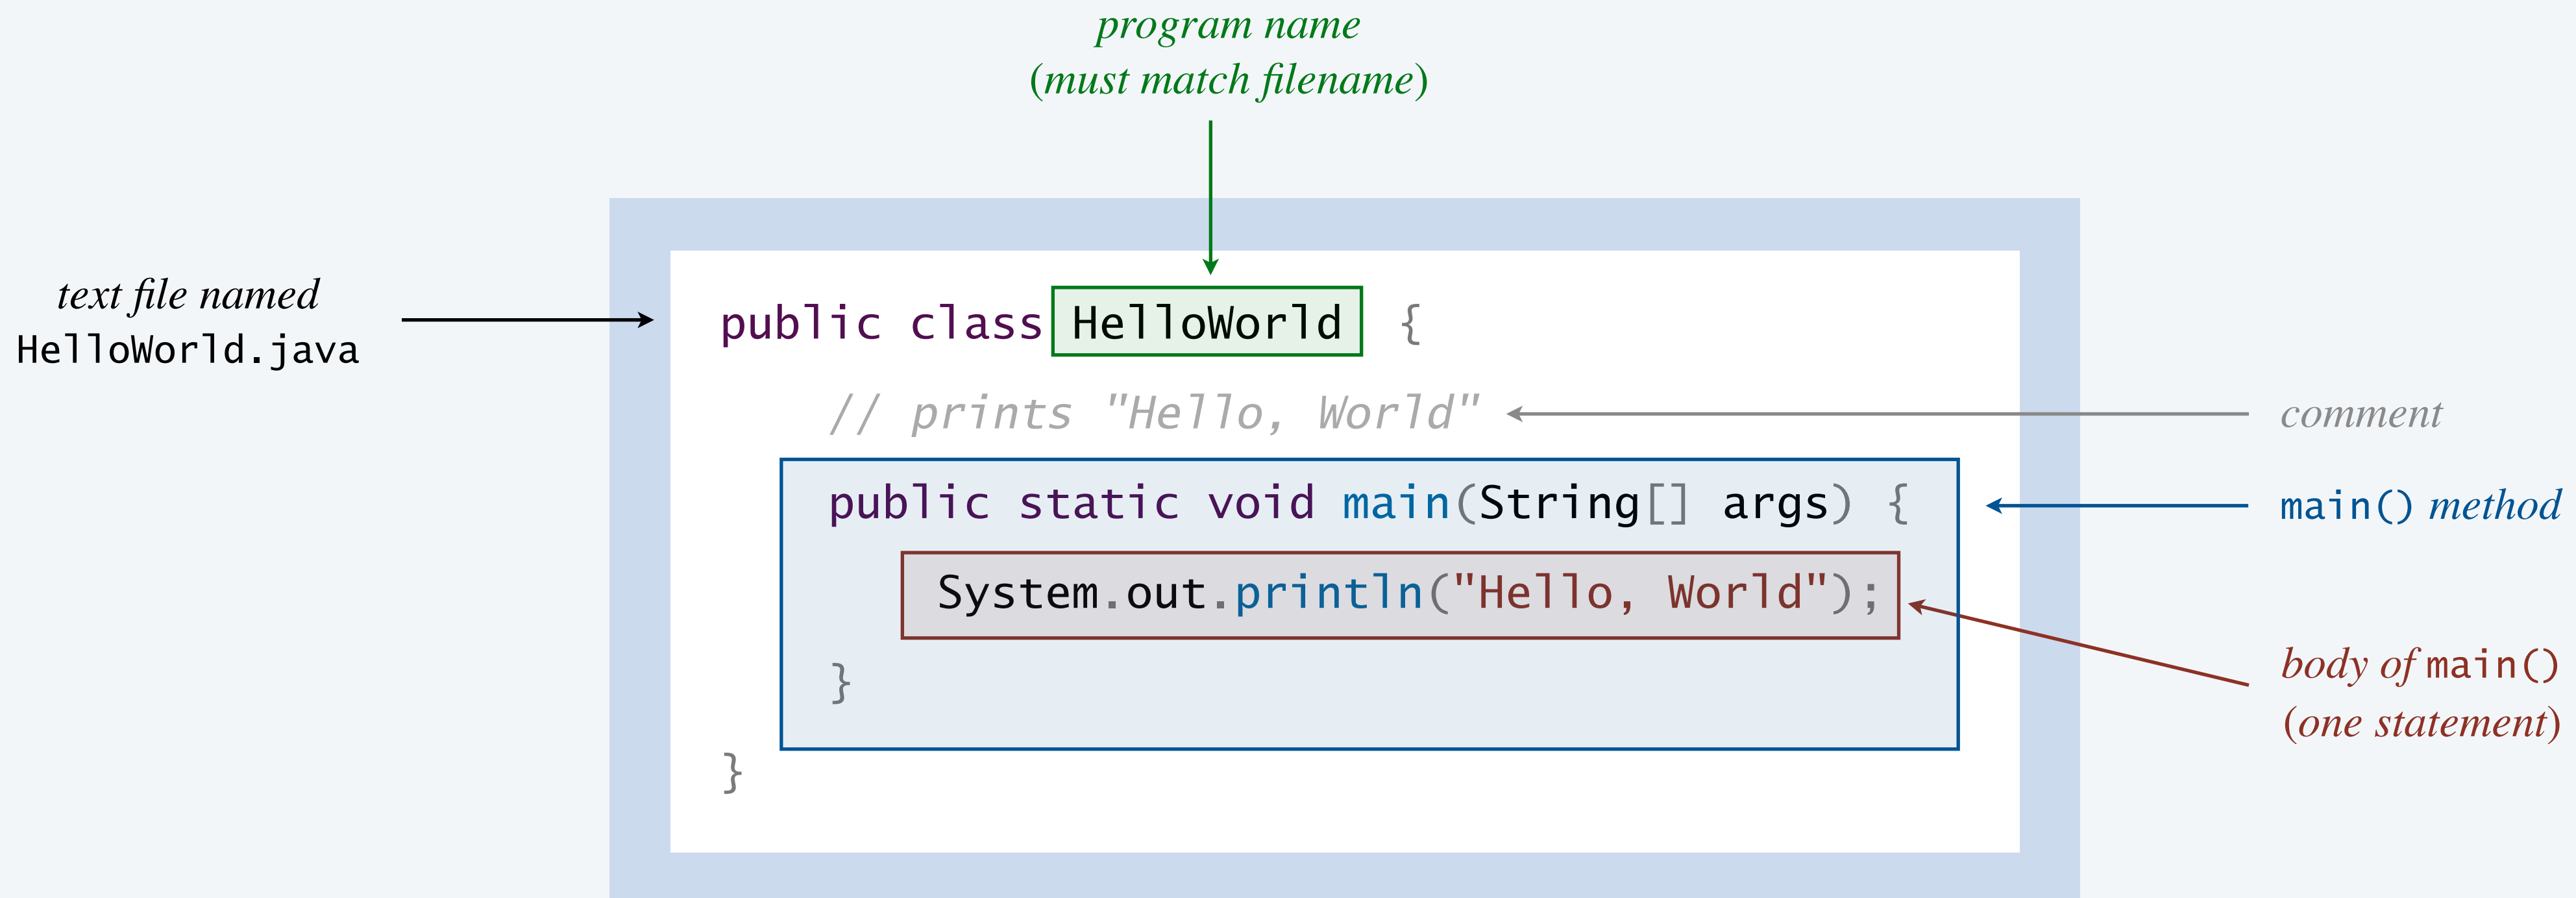 program name
(must match filename)
text file named
HelloWorld.java
public class HelloWorld {
// prints "Hello, World"
comment
public static void main(String[] args) {
main() method
System.out.println("Hello, World");
body of main()
(one statement)
}
}